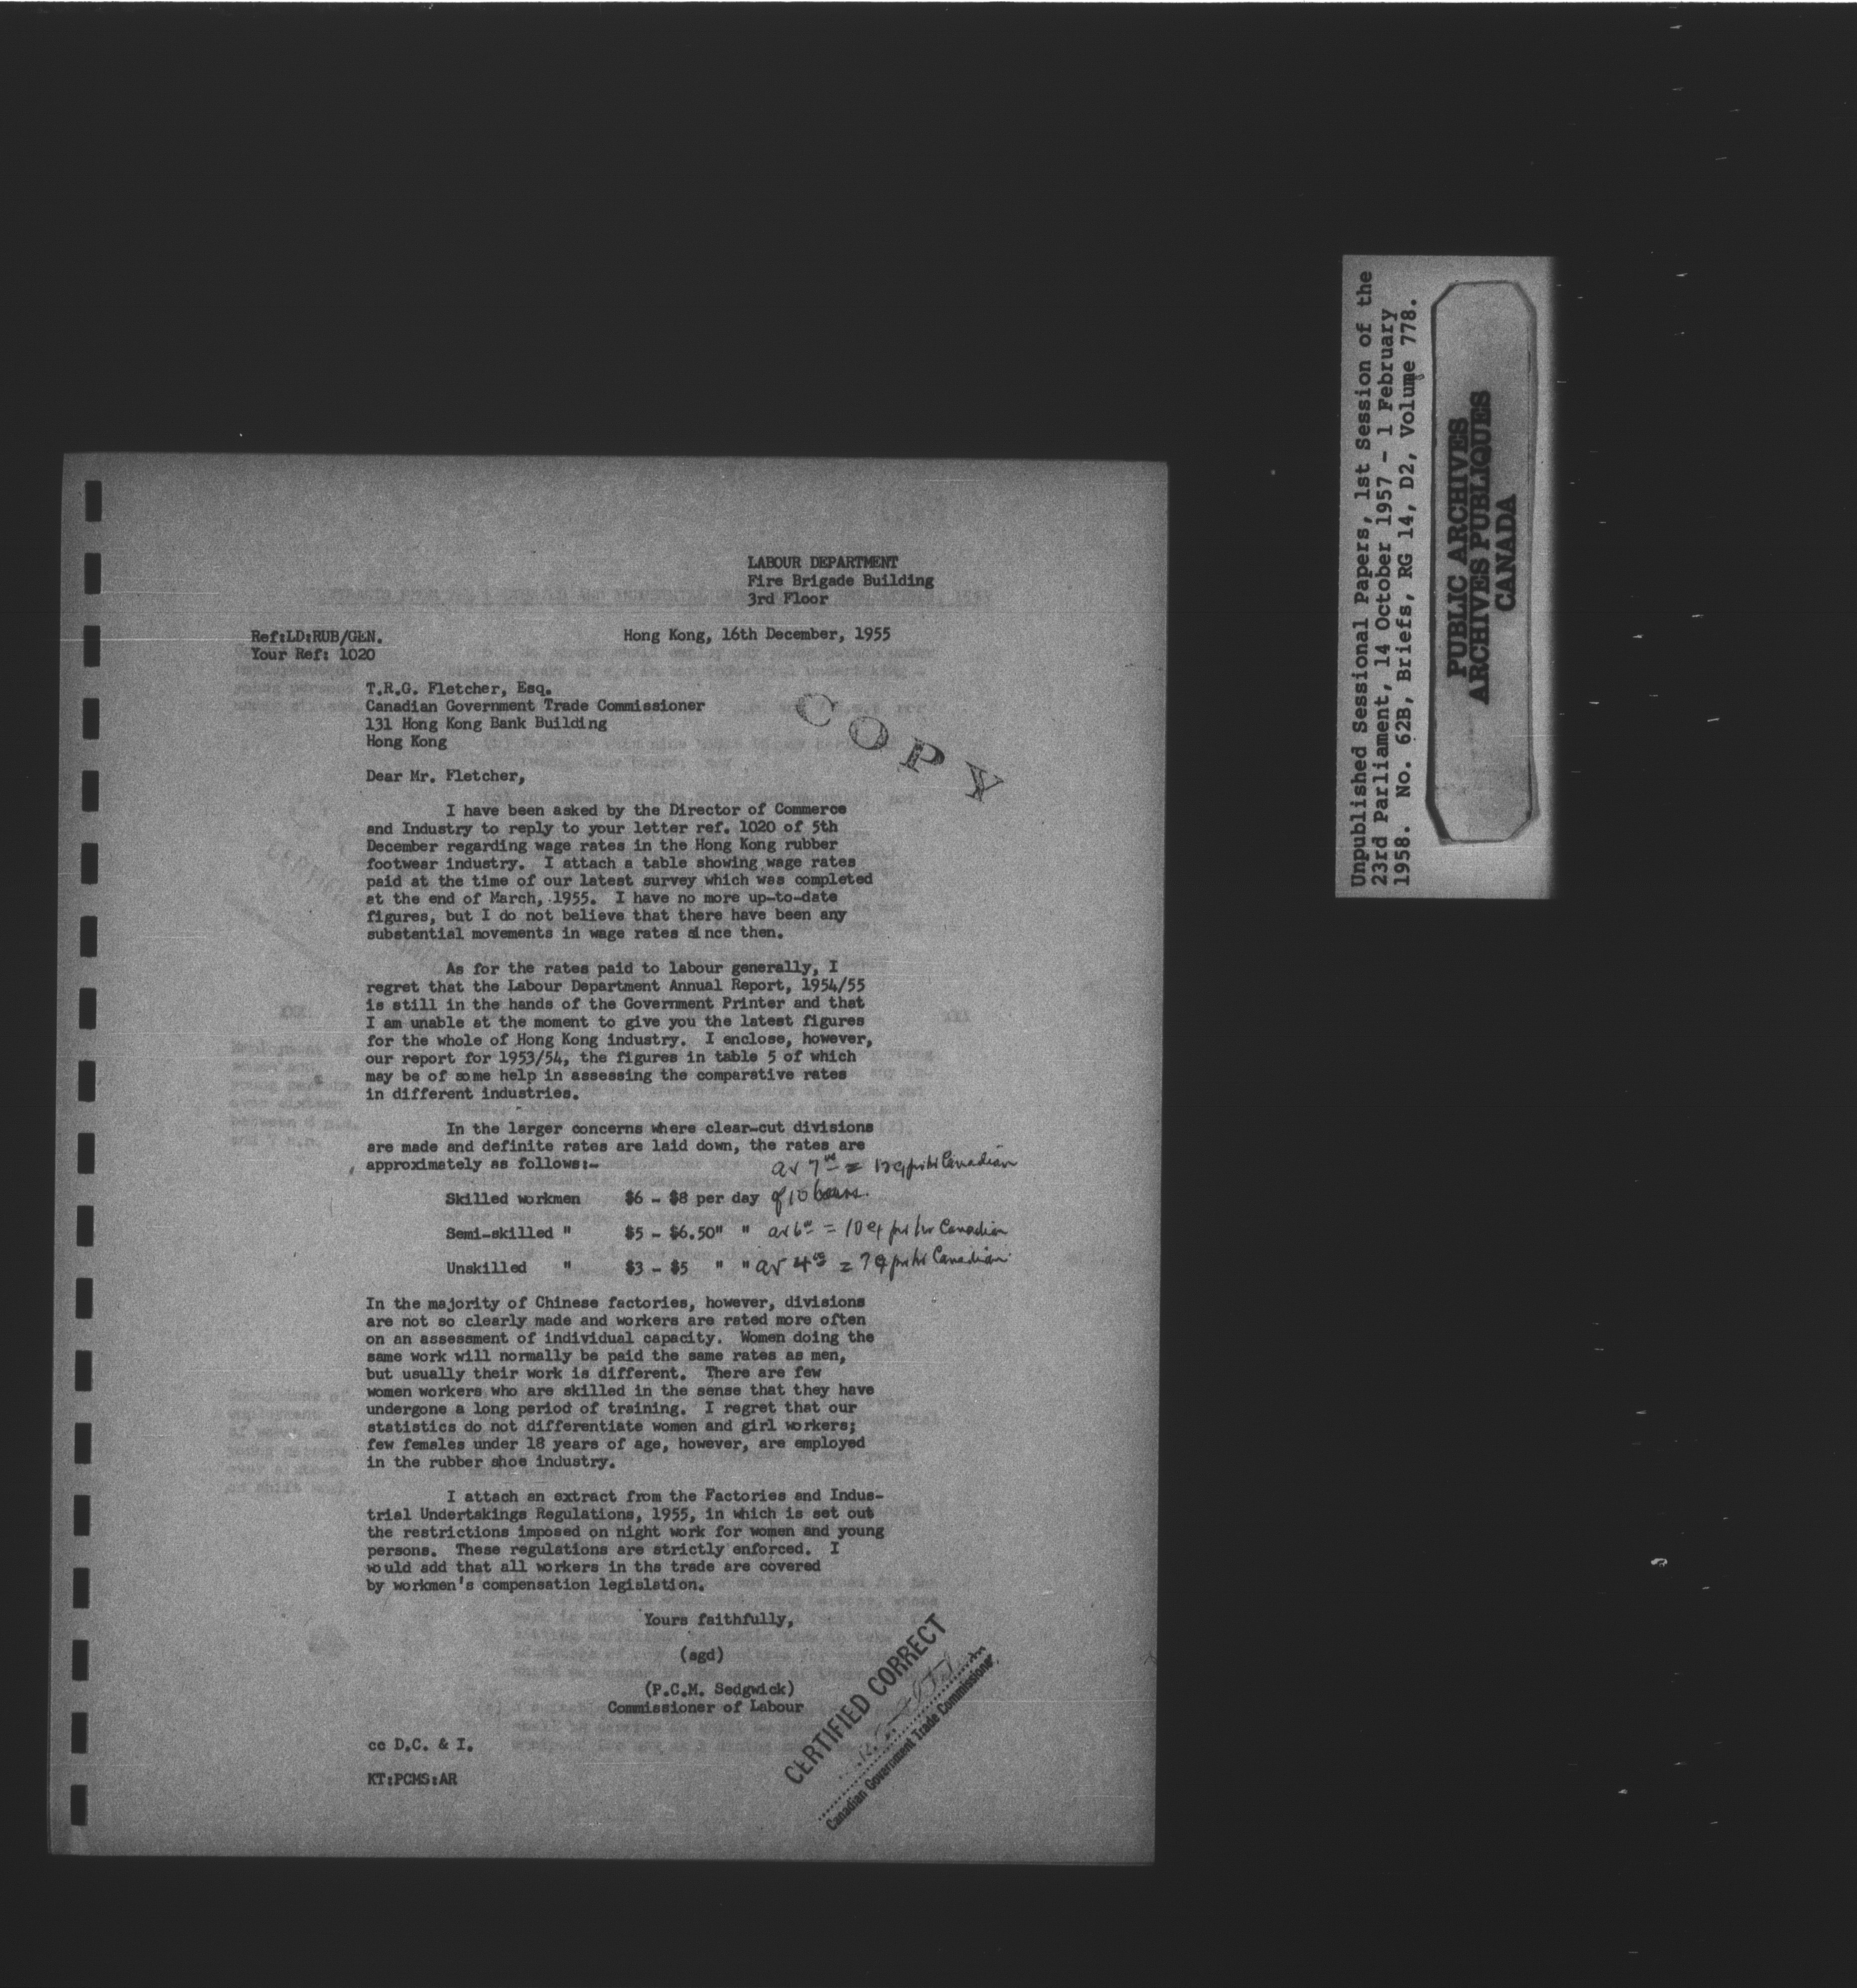 LABOUR DEPARTMENT
Fire Brigade Building
3rd Floor
Ref:LD:RUB/GEN.
Hong Kong, 16th December, 1955
Your Ref: 1020
T.R.G. Fletcher, Esq.
Canadian Government Trade Commissioner
131 Hong Kong Bank Building
Hong Kong
COPY
Dear Mr. Fletcher,
I have been asked by the Director of Commerce
and Industry to reply to your letter ref. 1020 of 5th
December regarding wage rates in the Hong Kong rubber
footwear industry. I attach a table showing wage rates
paid at the time of our latest survey which was completed
at the end of March, 1955. I have no more up-to-date
figures, but I do not believe that there have been any
substantial movements in wage rates since then.
As for the rates paid to labour generally, I
regret that the Labour Department Annual Report, 1954/55
is still in the hands of the Government Printer and that
I am unable at the moment to give you the latest figures
for the whole of Hong Kong industry. I enclose, however,
our report for 1953/54, the figures in table 5 of which
may be of some help in assessing the comparative rates
in different industries.
In the larger concerns where clear-cut divisions
are made and definite rates are laid down, the rates are
approximately as follows:-
av 7 = 12¢ per hr Canadian
Skilled workmen $6 - $8 per day of 10 hours.
Semi-skilled " $5 - $6.50" " av 6 = 10¢ per hr Canadian
Unskilled " $3 - $5 " " av 4 = 7¢ per hr Canadian
In the majority of Chinese factories, however, divisions
are not so clearly made and workers are rated more often
on an assessment of individual capacity. Women doing the
same work will normally be paid the same rates as men,
but usually their work is different. There are few
women workers who are skilled in the sense that they have
undergone a long period of training. I regret that our
statistics do not differentiate women and girl workers;
few females under 18 years of age, however, are employed
in the rubber shoe industry.
I attach an extract from the Factories and Indus-
trial Undertakings Regulations, 1955, in which is set out
the restrictions imposed on night work for women and young
persons. These regulations are strictly enforced. I
would add that all workers in the trade are covered
by workmen's compensation legislation.
Yours faithfully,
(sgd)
(P.C.M. Sedgwick)
Commissioner of Labour
cc D.C. & I.
KT:PCMS:AR
CERTIFIED CORRECT
Canadian Government Trade Commissioner
Unpublished Sessional Papers, 1st Session of the
23rd Parliament, 14 October 1957 - 1 February
1958. No. 62B, Briefs, RG 14, D2, Volume 778.
PUBLIC ARCHIVES
ARCHIVES PUBLIQUES
CANADA